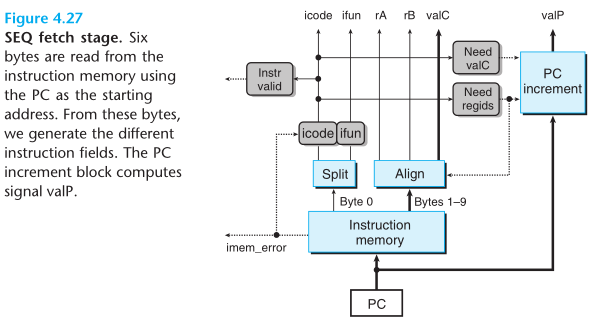 Figure 4.27
SEQ fetch stage. Six
bytes are read from the
instruction memory using
the PC as the starting
address. From these bytes,
we generate the different
instruction fields. The PC
increment block computes
signal valP.
icode ifun rA rB valC valP
Need
valC
Instr
valid
PC
increment
Need
regids
icode ifun
Split
Align
Byte 0
Bytes 1–9
Instruction
memory
imem_error
PC